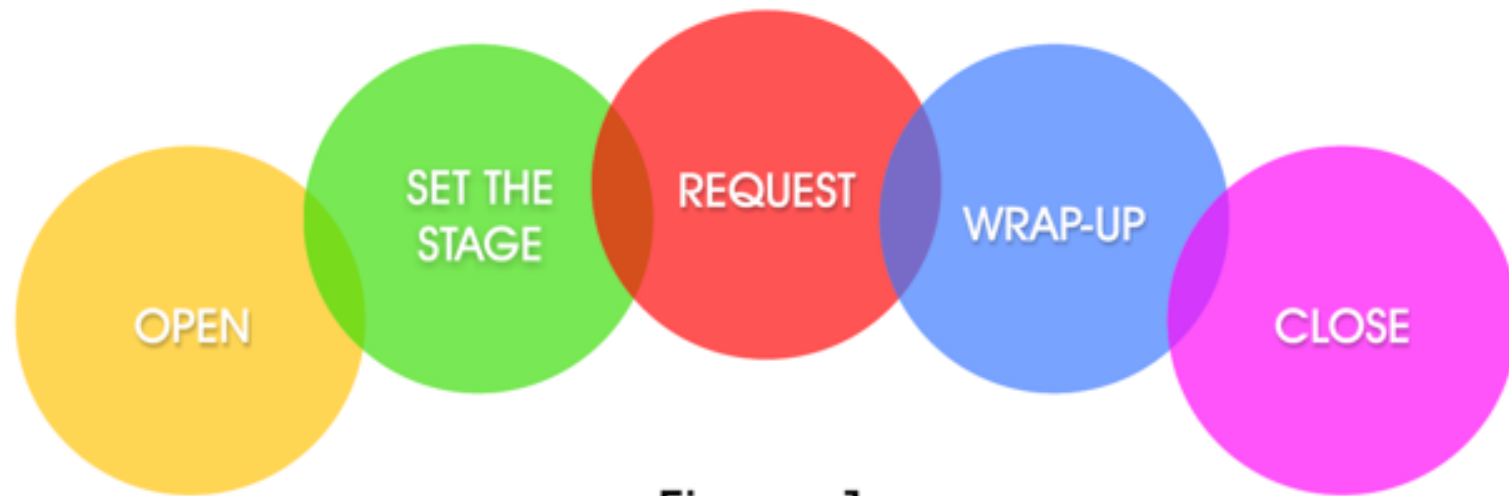 OPEN
SET THE
STAGE
REQUEST
WRAP-UP
CLOSE